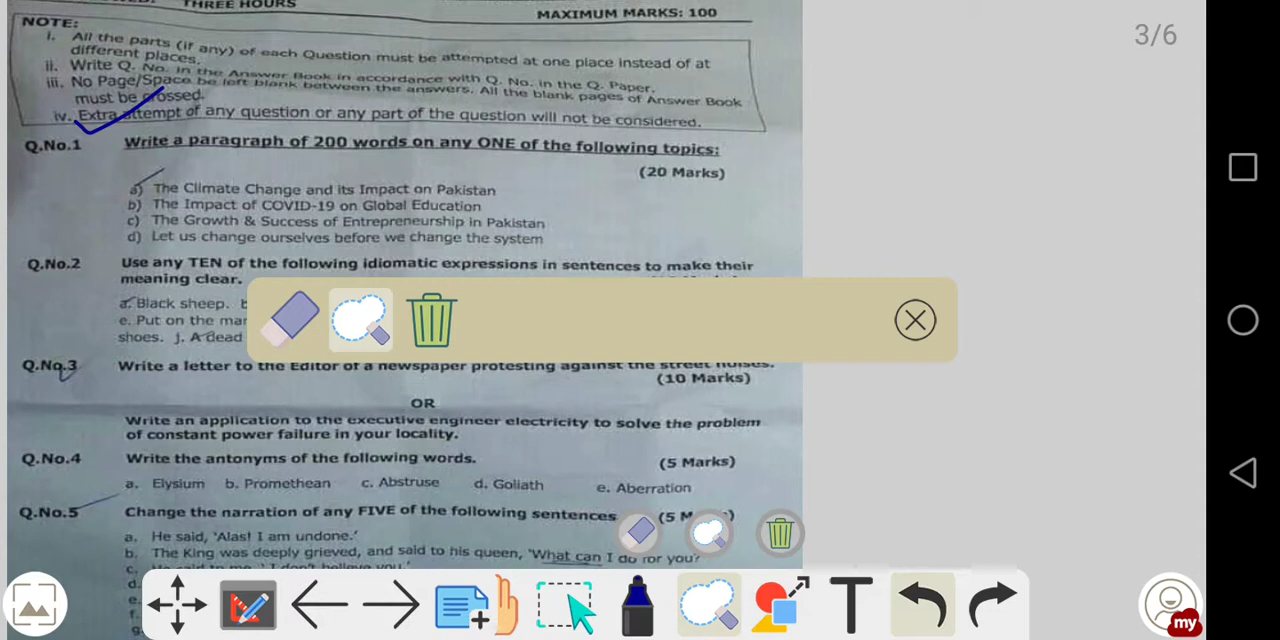 THREE HOURS
MAXIMUM MARKS: 100
3/6
NOTE:
i. All the parts (if any) of each Question must be attempted at one place instead of at
different places.
ii. Write Q. No. in the Answer Book in accordance with Q. No. in the Q. Paper.
iii. No Page/Space be left blank between the answers. All the blank pages of Answer Book
must be crossed.
iv. Extra attempt of any question or any part of the question will not be considered.
Q.No.1 Write a paragraph of 200 words on any ONE of the following topics:
(20 Marks)
a) The Climate Change and its Impact on Pakistan
b) The Impact of COVID-19 on Global Education
c) The Growth & Success of Entrepreneurship in Pakistan
d) Let us change ourselves before we change the system
Q.No.2 Use any TEN of the following idiomatic expressions in sentences to make their
meaning clear.
a. Black sheep.
e. Put on the
shoes. j. A dead
Q.No.3 Write a letter to the Editor of a newspaper protesting against the street noises.
(10 Marks)
OR
Write an application to the executive engineer electricity to solve the problem
of constant power failure in your locality.
Q.No.4 Write the antonyms of the following words. (5 Marks)
a. Elysium b. Promethean c. Abstruse d. Goliath e. Aberration
Q.No.5 Change the narration of any FIVE of the following sentences (5
a. He said, 'Alas! I am undone.'
b. The King was deeply grieved, and said to his queen, 'What can I do for you?'
c. He said to me, 'I don't believe you.'
d.
e.
f.
g.
T
my